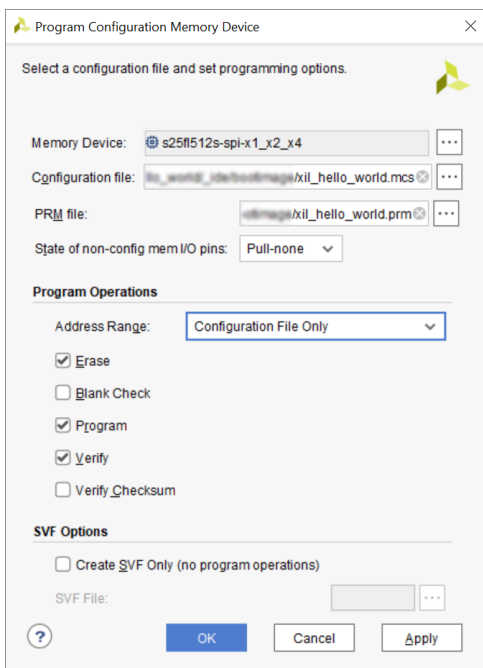 Program Configuration Memory Device
Select a configuration file and set programming options.
Memory Device: s25fl512s-spi-x1_x2_x4 ...
Configuration file: /xil_hello_world.mcs ...
PRM file: /xil_hello_world.prm ...
State of non-config mem I/O pins: Pull-none
Program Operations
Address Range: Configuration File Only
Erase
Blank Check
Program
Verify
Verify Checksum
SVF Options
Create SVF Only (no program operations)
SVF File: ...
? OK Cancel Apply